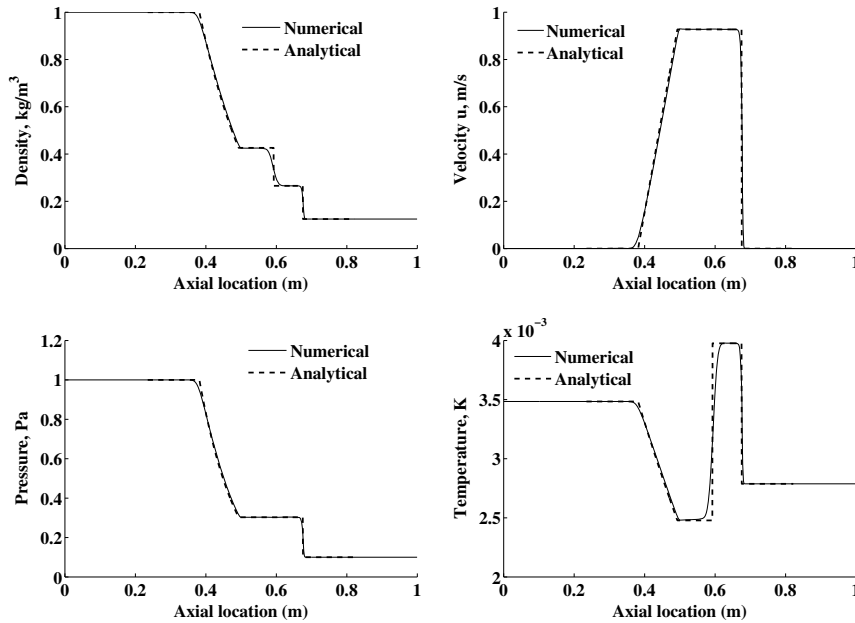 1
0.8
0.6
0.4
0.2
0
Density, kg/m³
Numerical
Analytical
0 0.2 0.4 0.6 0.8 1
Axial location (m)
1
0.8
0.6
0.4
0.2
0
Velocity u, m/s
Numerical
Analytical
0 0.2 0.4 0.6 0.8 1
Axial location (m)
1.2
1
0.8
0.6
0.4
0.2
0
Pressure, Pa
Numerical
Analytical
0 0.2 0.4 0.6 0.8 1
Axial location (m)
x 10⁻³
4
3.5
3
2.5
2
Temperature, K
Numerical
Analytical
0 0.2 0.4 0.6 0.8 1
Axial location (m)